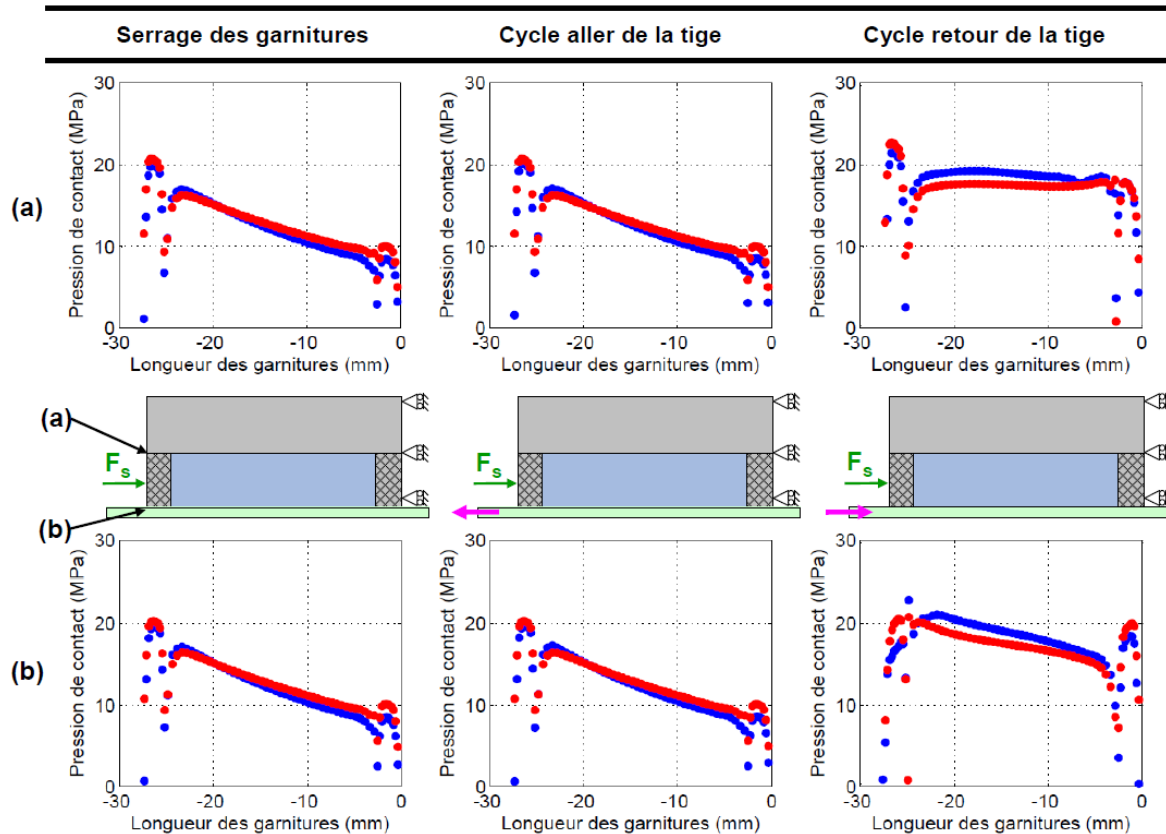 Serrage des garnitures Cycle aller de la tige Cycle retour de la tige
(a)
Pression de contact (MPa)
30
20
10
0
-30 -20 -10 0
Longueur des garnitures (mm)
Pression de contact (MPa)
30
20
10
0
-30 -20 -10 0
Longueur des garnitures (mm)
Pression de contact (MPa)
30
20
10
0
-30 -20 -10 0
Longueur des garnitures (mm)
(a)
Fs
(b)
Fs
Fs
(b)
Pression de contact (MPa)
30
20
10
0
-30 -20 -10 0
Longueur des garnitures (mm)
Pression de contact (MPa)
30
20
10
0
-30 -20 -10 0
Longueur des garnitures (mm)
Pression de contact (MPa)
30
20
10
0
-30 -20 -10 0
Longueur des garnitures (mm)